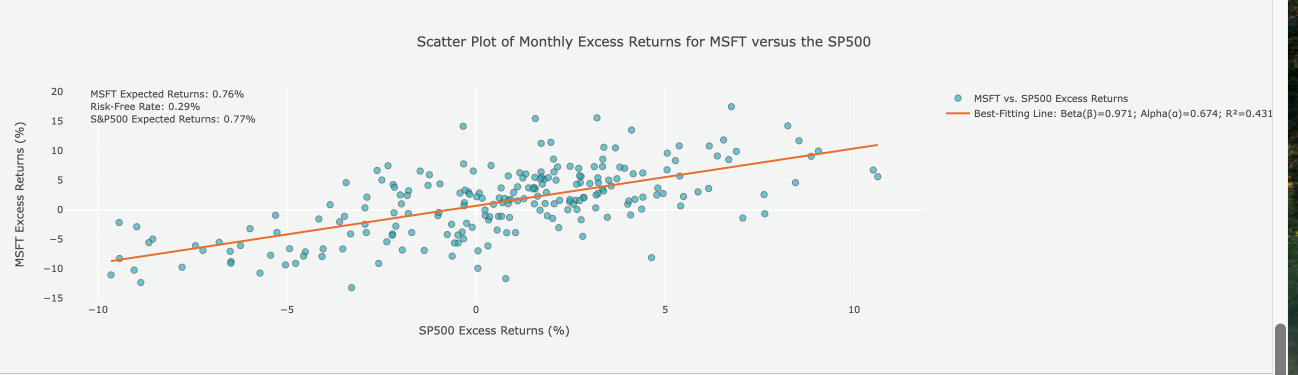 Scatter Plot of Monthly Excess Returns for MSFT versus the SP500
MSFT Expected Returns: 0.76%
Risk-Free Rate: 0.29%
S&P500 Expected Returns: 0.77%
MSFT vs. SP500 Excess Returns
Best-Fitting Line: Beta(β)=0.971; Alpha(α)=0.674; R²=0.431
MSFT Excess Returns (%)
20
15
10
5
0
−5
−10
−15
−10
−5
0
5
10
SP500 Excess Returns (%)